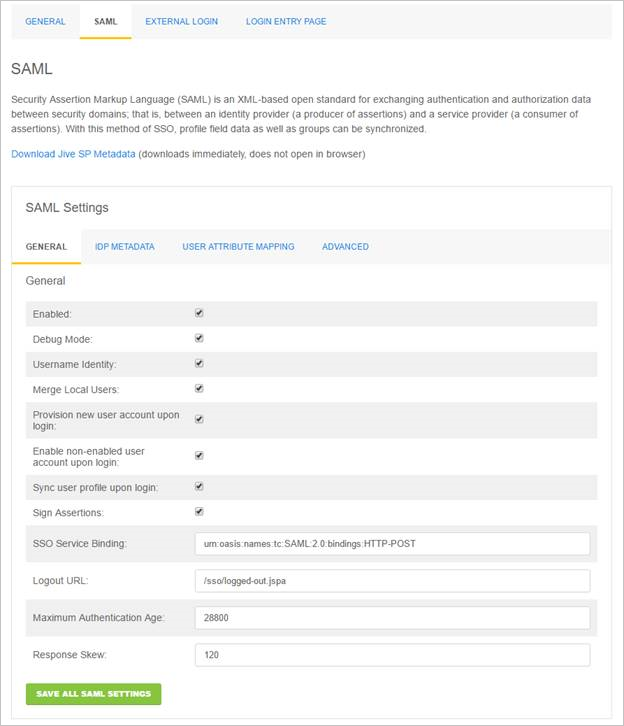 GENERAL SAML EXTERNAL LOGIN LOGIN ENTRY PAGE
SAML
Security Assertion Markup Language (SAML) is an XML-based open standard for exchanging authentication and authorization data
between security domains; that is, between an identity provider (a producer of assertions) and a service provider (a consumer of
assertions). With this method of SSO, profile field data as well as groups can be synchronized.
Download Jive SP Metadata (downloads immediately, does not open in browser)
SAML Settings
GENERAL IDP METADATA USER ATTRIBUTE MAPPING ADVANCED
General
Enabled:
Debug Mode:
Username Identity:
Merge Local Users:
Provision new user account upon
login:
Enable non-enabled user
account upon login:
Sync user profile upon login:
Sign Assertions:
SSO Service Binding: urn:oasis:names:tc:SAML:2.0:bindings:HTTP-POST
Logout URL: /sso/logged-out.jspa
Maximum Authentication Age: 28800
Response Skew: 120
SAVE ALL SAML SETTINGS